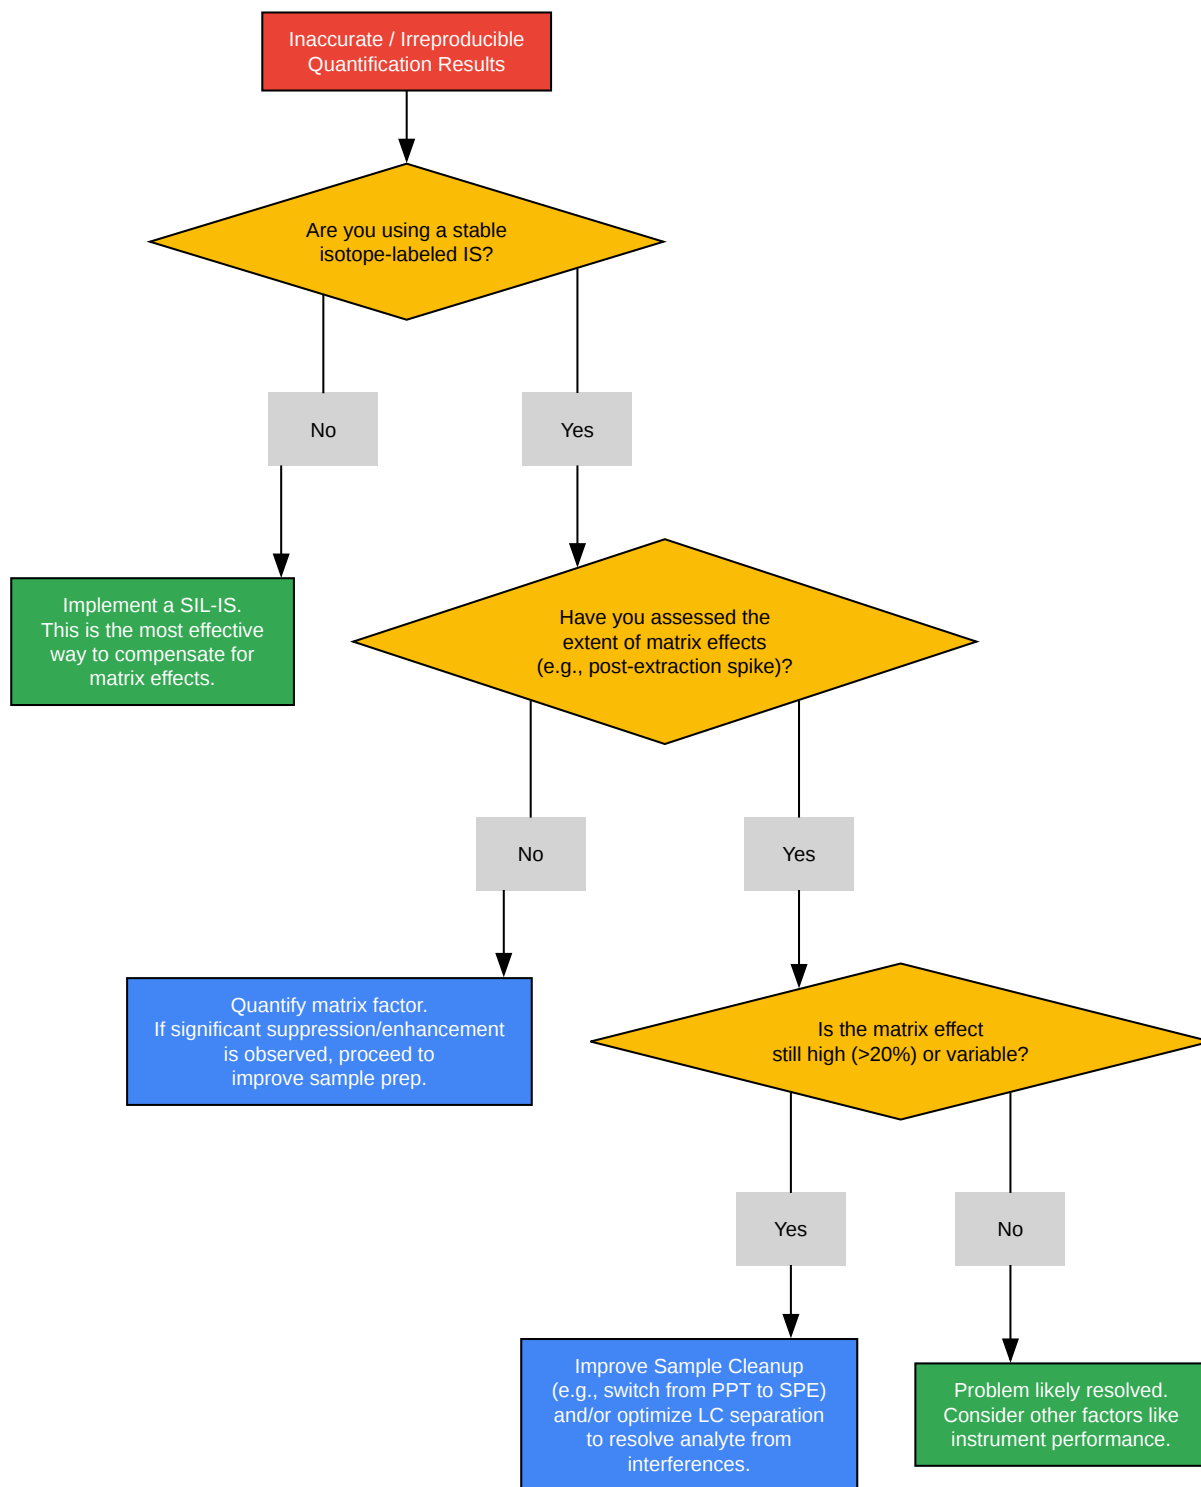 Inaccurate / Irreproducible
Quantification Results
Are you using a stable
isotope-labeled IS?
No
Yes
Implement a SIL-IS.
This is the most effective
way to compensate for
matrix effects.
Have you assessed the
extent of matrix effects
(e.g., post-extraction spike)?
No
Yes
Quantify matrix factor.
If significant suppression/enhancement
is observed, proceed to
improve sample prep.
Is the matrix effect
still high (>20%) or variable?
Yes
No
Improve Sample Cleanup
(e.g., switch from PPT to SPE)
and/or optimize LC separation
to resolve analyte from
interferences.
Problem likely resolved.
Consider other factors like
instrument performance.